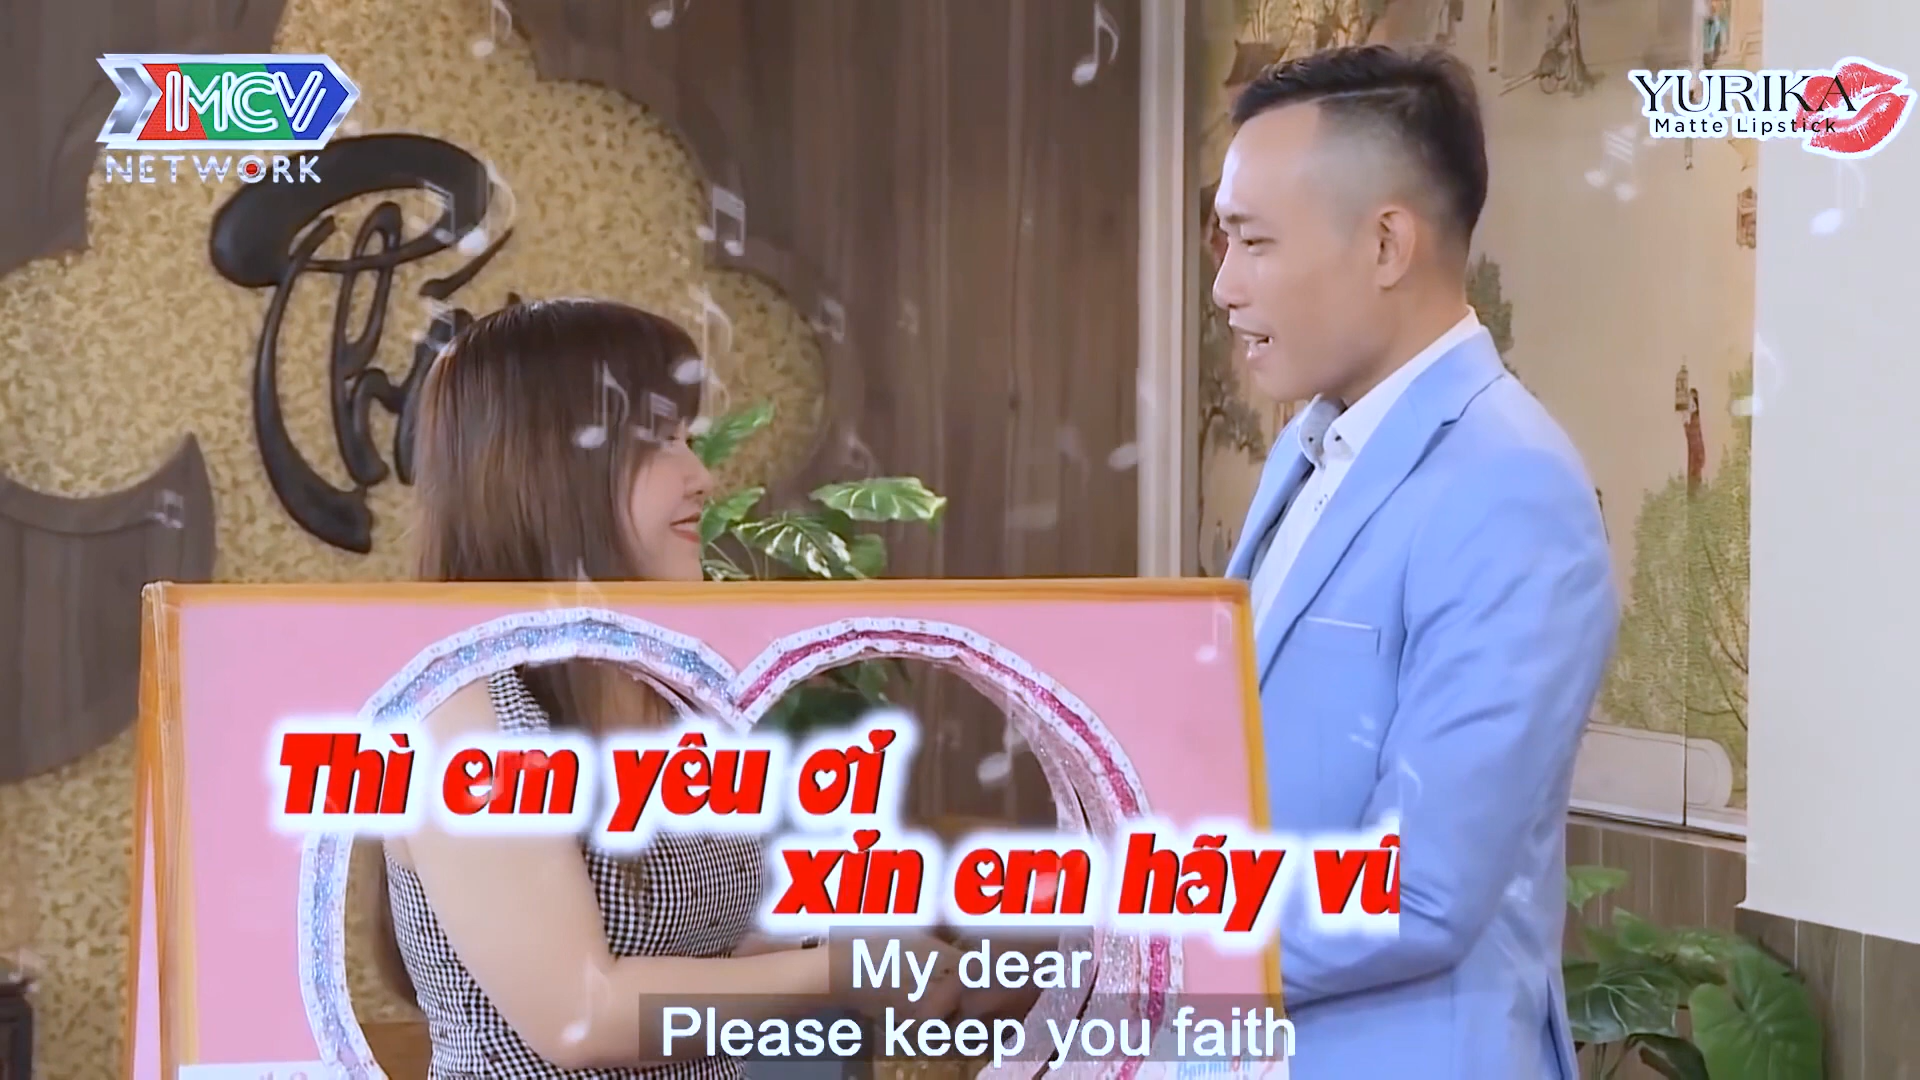 MCV
NETWORK
YURIKA
Matte Lipstick
Thì em yêu ơi
xin em hãy vữ
My dear
Please keep you faith